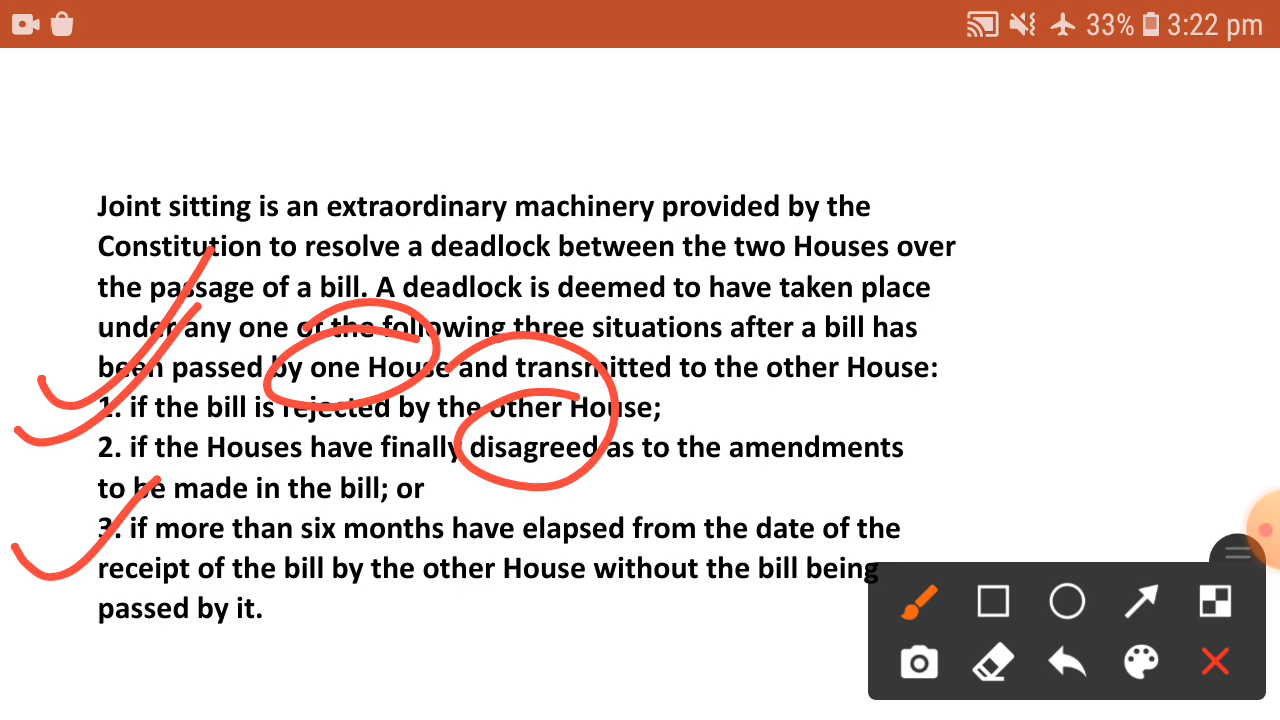 33% 3:22 pm
Joint sitting is an extraordinary machinery provided by the
Constitution to resolve a deadlock between the two Houses over
the passage of a bill. A deadlock is deemed to have taken place
under any one of the following three situations after a bill has
been passed by one House and transmitted to the other House:
1. if the bill is rejected by the other House;
2. if the Houses have finally disagreed as to the amendments
to be made in the bill; or
3. if more than six months have elapsed from the date of the
receipt of the bill by the other House without the bill being
passed by it.